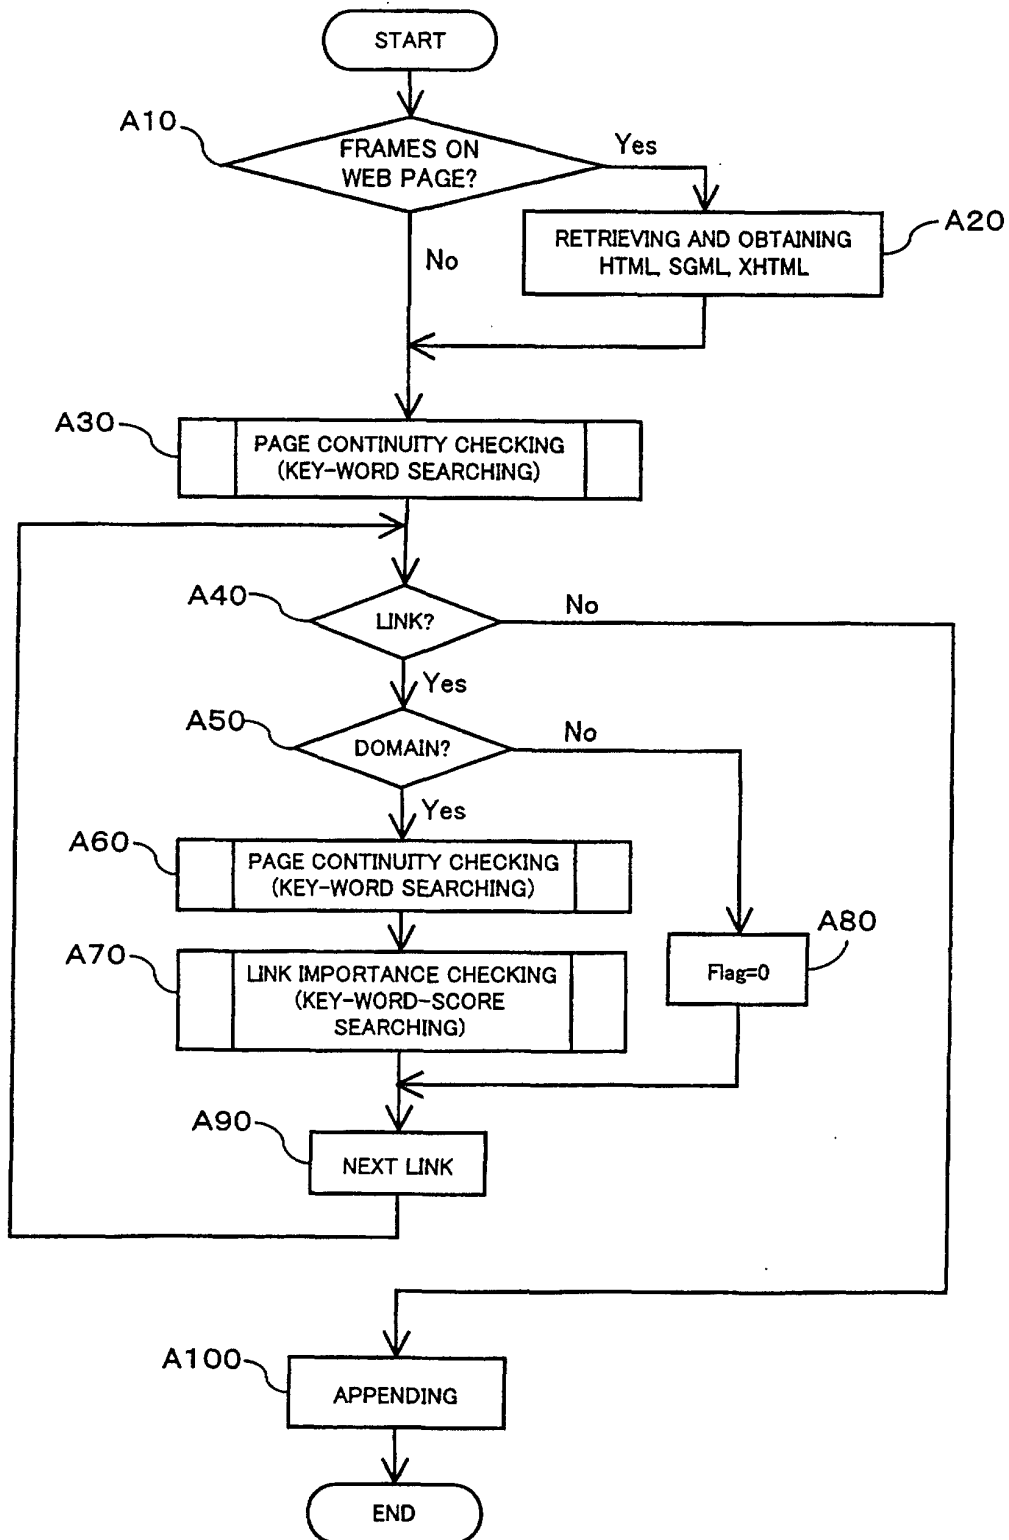 START
A10
FRAMES ON
WEB PAGE?
Yes
No
RETRIEVING AND OBTAINING
HTML, SGML, XHTML
A20
A30
PAGE CONTINUITY CHECKING
(KEY-WORD SEARCHING)
A40
LINK?
No
Yes
A50
DOMAIN?
No
Yes
A60
PAGE CONTINUITY CHECKING
(KEY-WORD SEARCHING)
A70
LINK IMPORTANCE CHECKING
(KEY-WORD-SCORE
SEARCHING)
A80
Flag=0
A90
NEXT LINK
A100
APPENDING
END